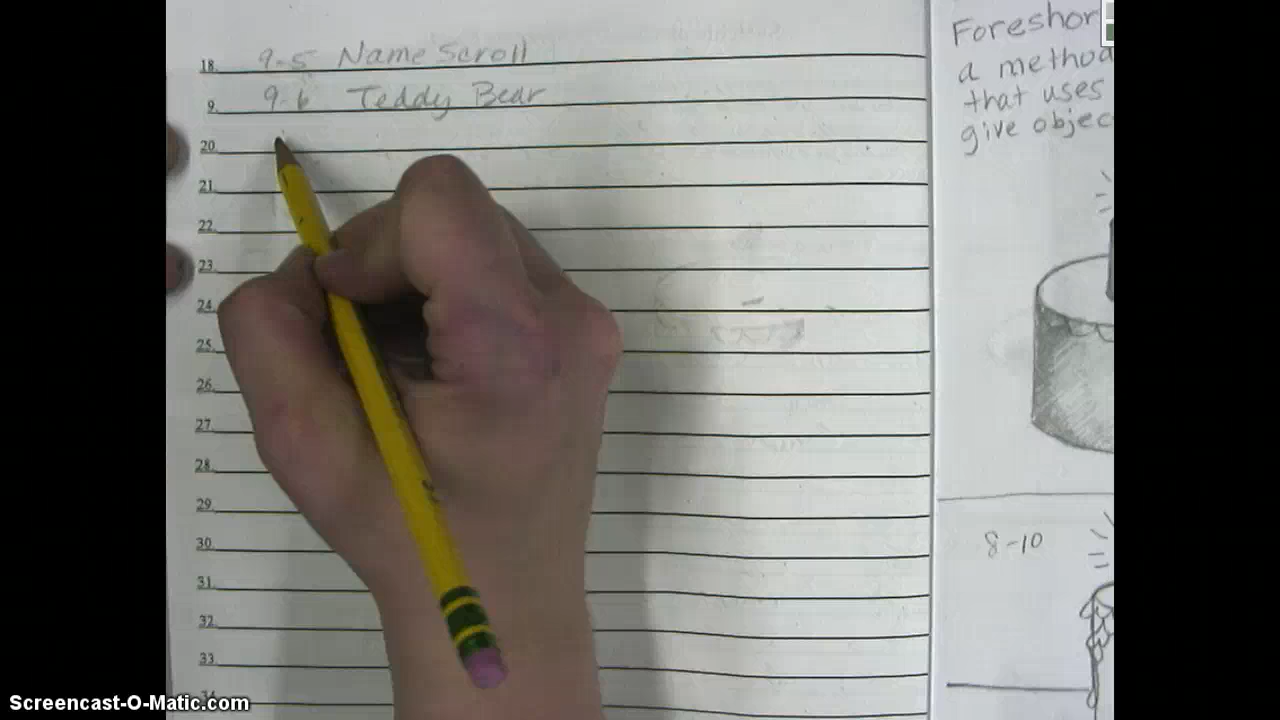 18. 9-5 Name Scroll
9. 9-6 Teddy Bear
20.
21.
22.
23.
24.
25.
26.
27.
28.
29.
30.
31.
32.
33
Foreshor
a method
that uses
give objec
8-10
Screencast-O-Matic.com